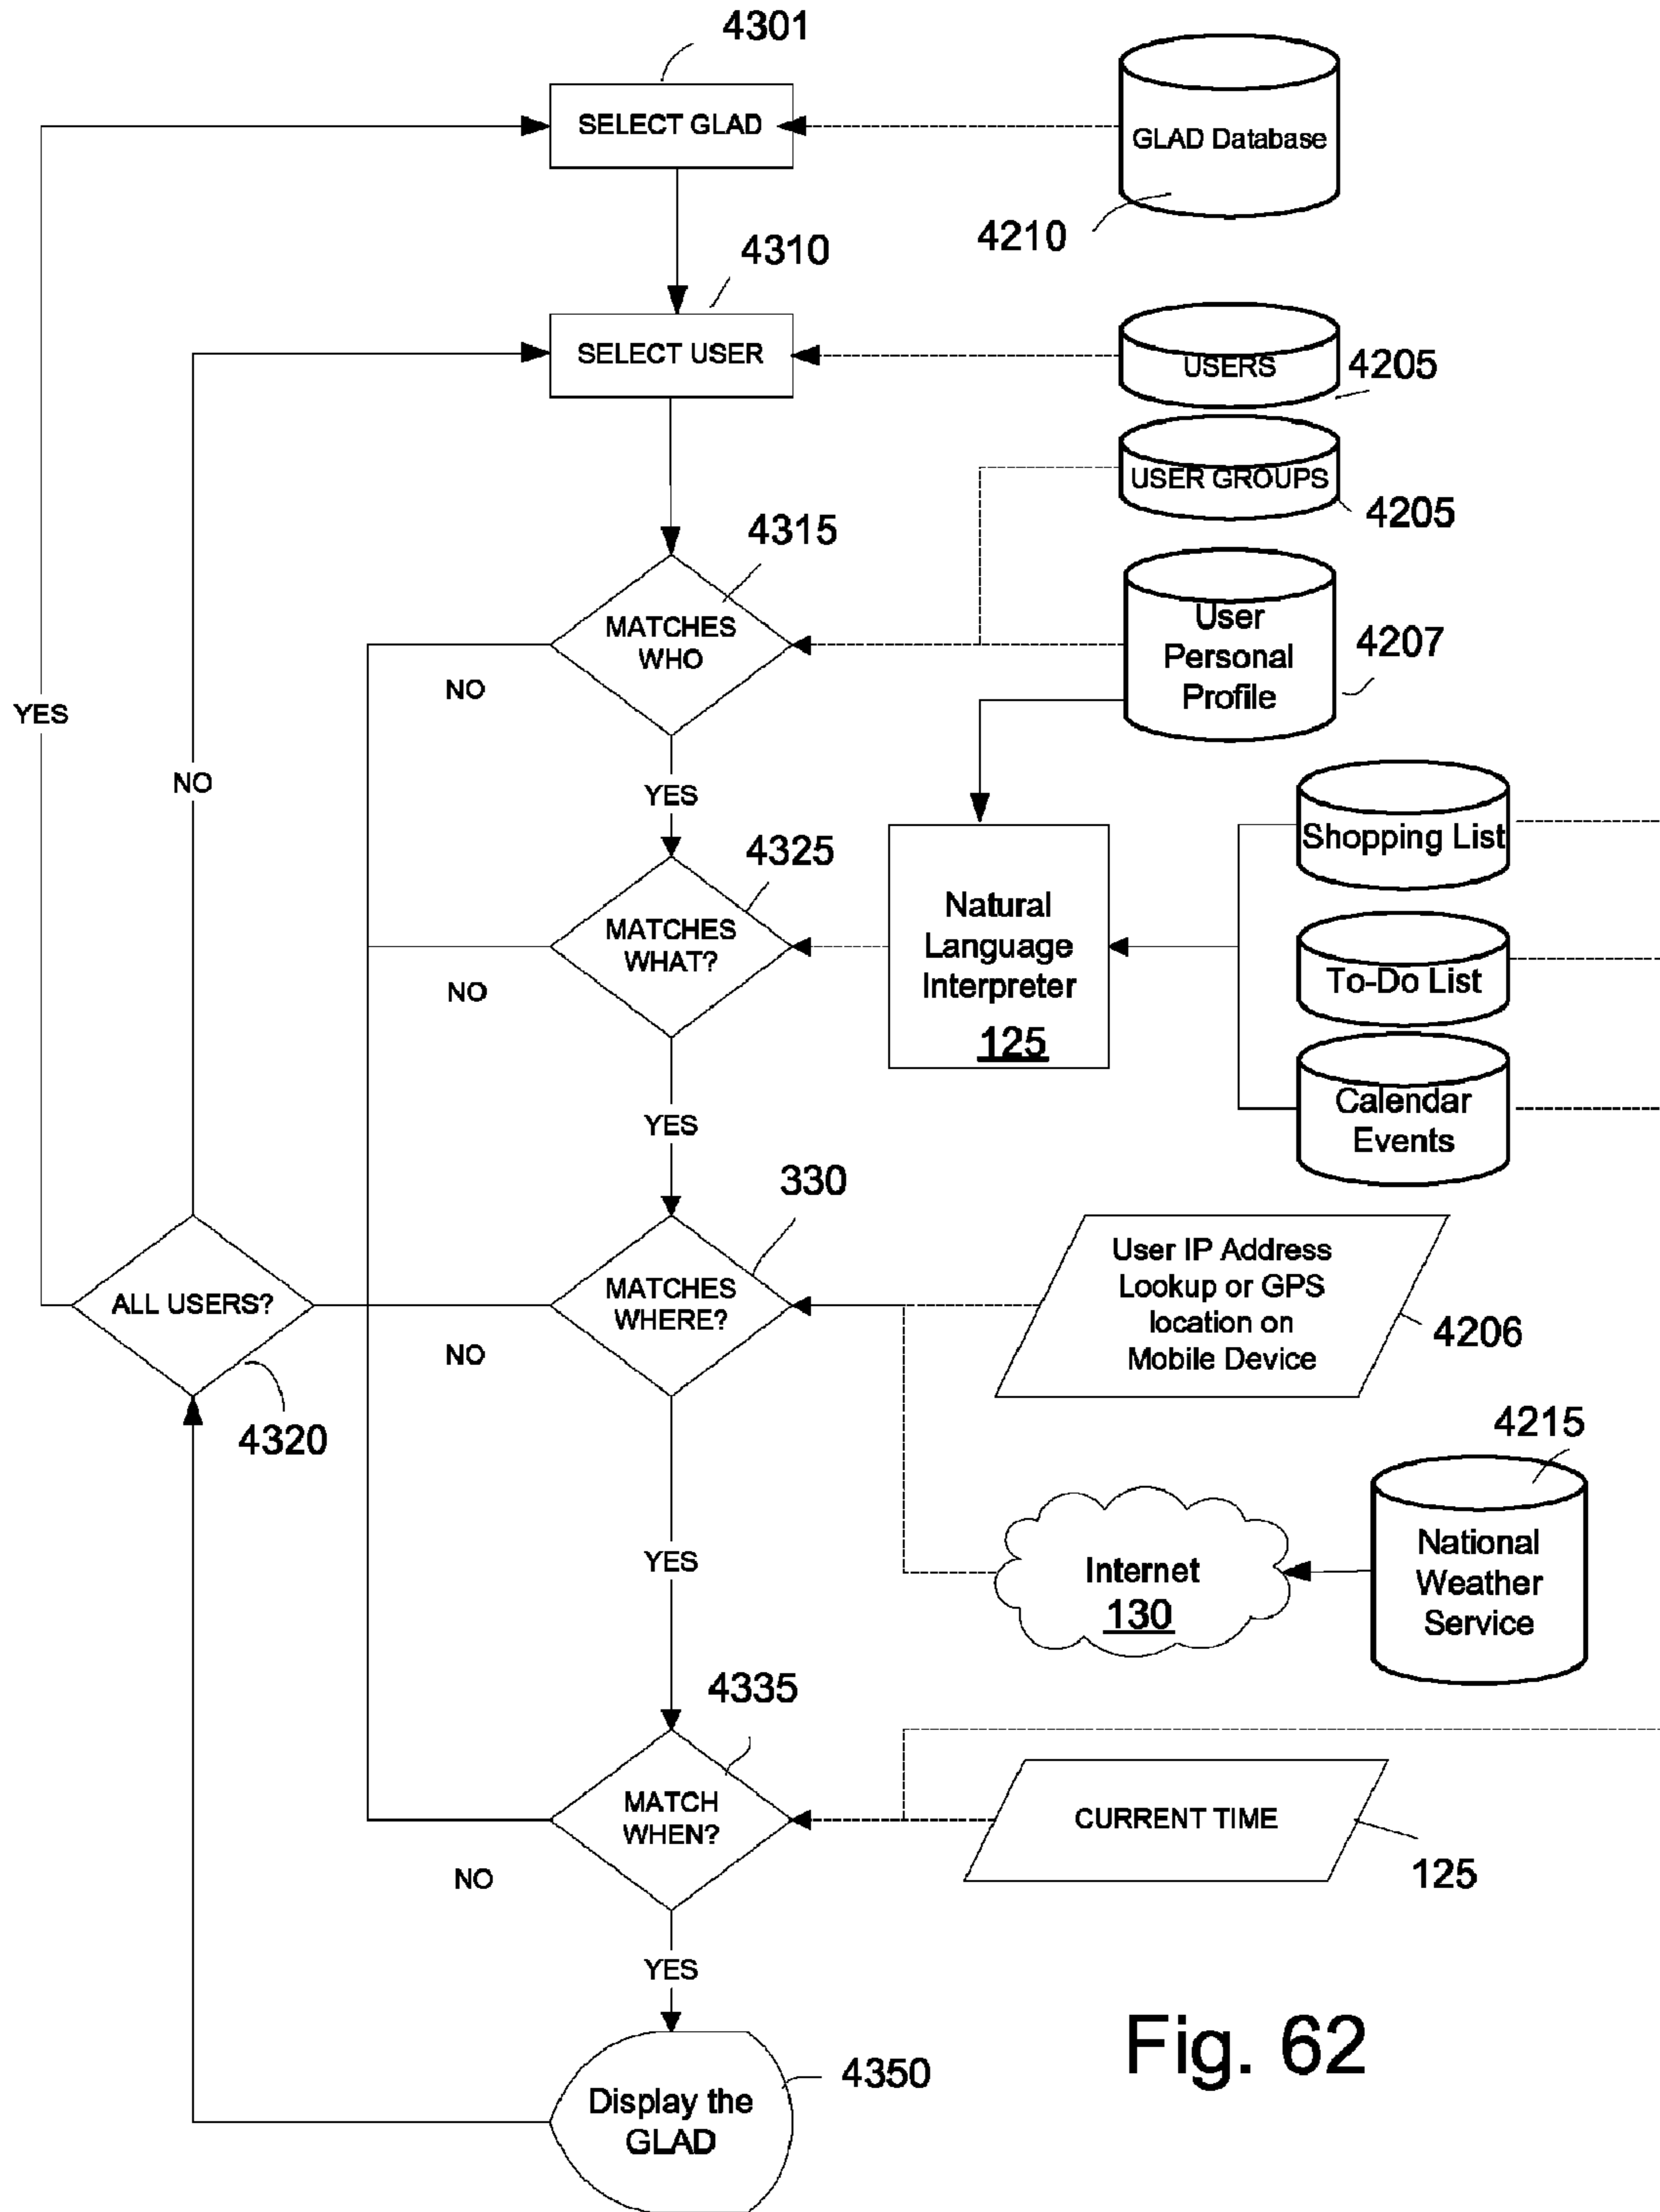 4301
SELECT GLAD
GLAD Database
4210
4310
SELECT USER
USERS
4205
USER GROUPS
4205
4315
MATCHES
WHO
User
Personal
Profile
4207
NO
YES
NO
YES
Shopping List
4325
MATCHES
WHAT?
Natural
Language
Interpreter
125
To-Do List
NO
Calendar
Events
YES
330
User IP Address
Lookup or GPS
location on
Mobile Device
4206
ALL USERS?
MATCHES
WHERE?
NO
4320
4215
National
Weather
Service
YES
Internet
130
4335
MATCH
WHEN?
CURRENT TIME
125
NO
YES
Display the
GLAD
4350
Fig. 62